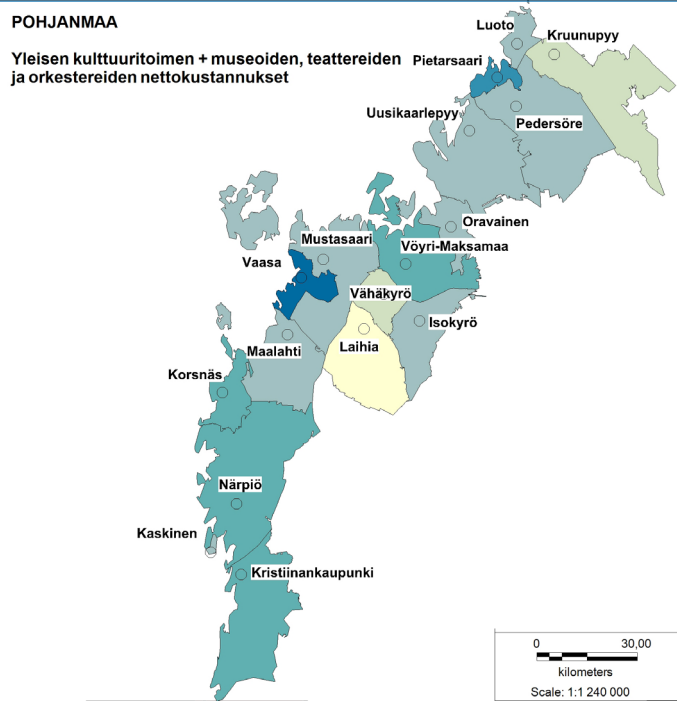 POHJANMAA
Yleisen kulttuuritoimen + museoiden, teattereiden
ja orkestereiden nettokustannukset
Luoto
Kruunupyy
Pietarsaari
Uusikaarlepyy
Pedersöre
Oravainen
Mustasaari
Vöyri-Maksamaa
Vaasa
Vähäkyrö
Isokyrö
Laihia
Maalahti
Korsnäs
Närpiö
Kaskinen
Kristiinankaupunki
0 30,00
kilometers
Scale: 1:1 240 000